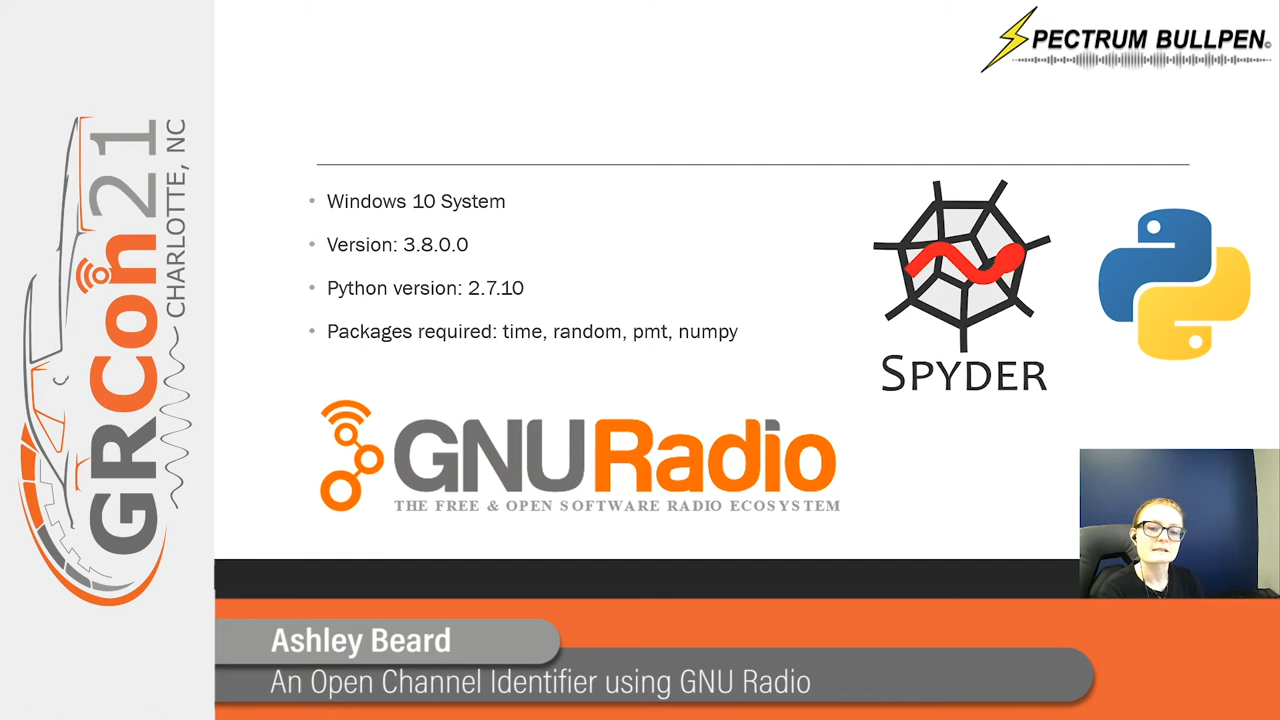 GRCon21
CHARLOTTE, NC
SPECTRUM BULLPEN©
• Windows 10 System
• Version: 3.8.0.0
• Python version: 2.7.10
• Packages required: time, random, pmt, numpy
SPYDER
GNURadio
THE FREE & OPEN SOFTWARE RADIO ECOSYSTEM
Ashley Beard
An Open Channel Identifier using GNU Radio